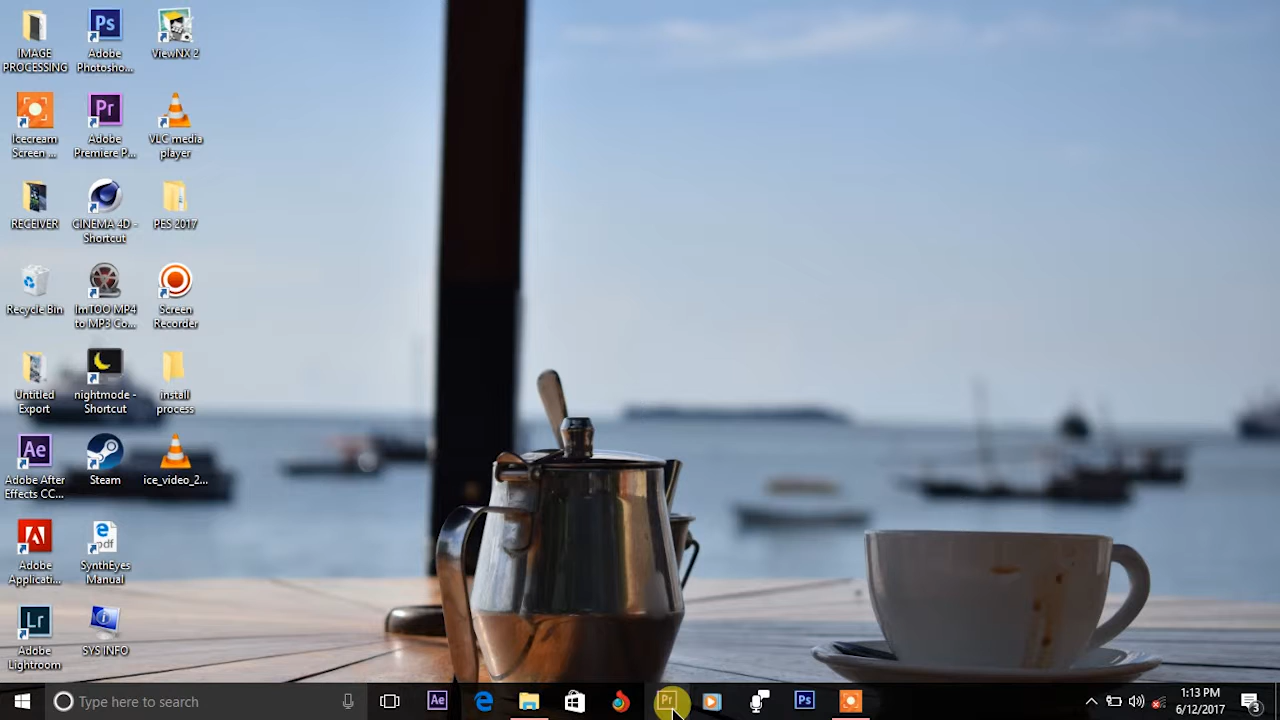 IMAGE
PROCESSING
Ps
Adobe
Photosho...
ViewNX 2
Icecream
Screen ...
Pr
Adobe
Premiere P...
VLC media
player
RECEIVER
CINEMA 4D -
Shortcut
PES 2017
Recycle Bin
ImTOO MP4
to MP3 Co...
Screen
Recorder
Untitled
Export
nightmode -
Shortcut
install
process
Ae
Adobe After
Effects CC...
Steam
ice_video_2...
Adobe
Applicati...
pdf
SynthEyes
Manual
Lr
Adobe
Lightroom
SYS INFO
Type here to search
Ae
Pr
Ps
1:13 PM
6/12/2017
3